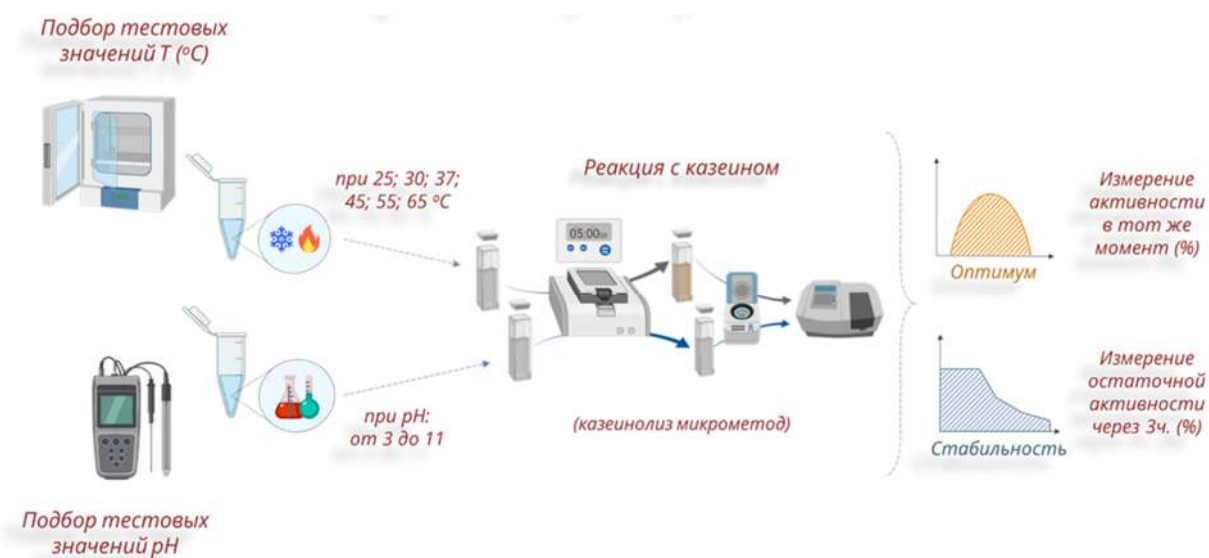 Подбор тестовых
значений T (ºC)
при 25; 30; 37;
45; 55; 65 ºC
Реакция с казеином
05:00
Измерение
активности
в тот же
момент (%)
Оптимум
при pH:
от 3 до 11
(казеинолиз микрометод)
Измерение
остаточной
активности
через 3ч. (%)
Стабильность
Подбор тестовых
значений pH